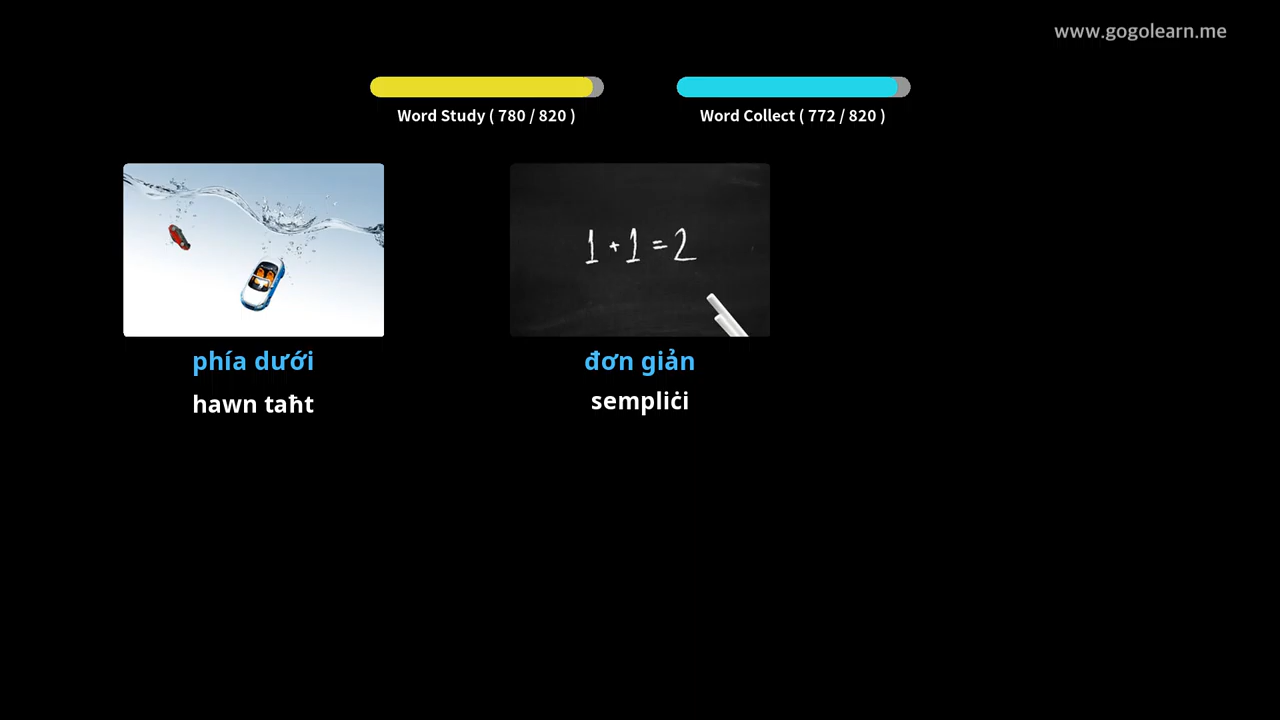 www.gogolearn.me
Word Study ( 780 / 820 )
Word Collect ( 772 / 820 )
1 + 1 = 2
phía dưới
đơn giản
hawn taħt
sempliċi